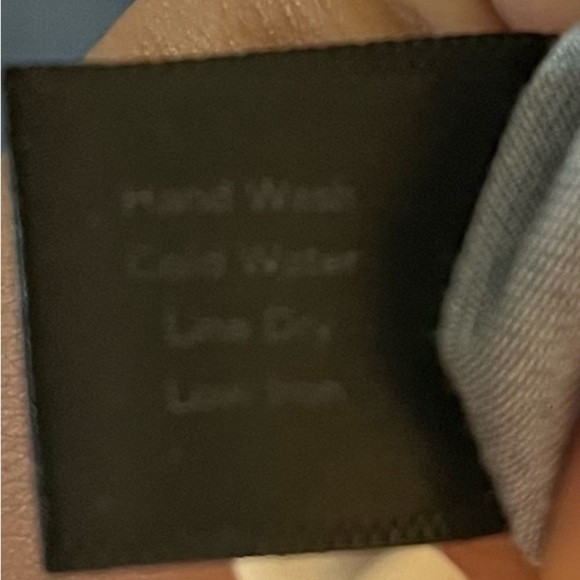 Hand Wash
Cold Water
Line Dry
Low Iron